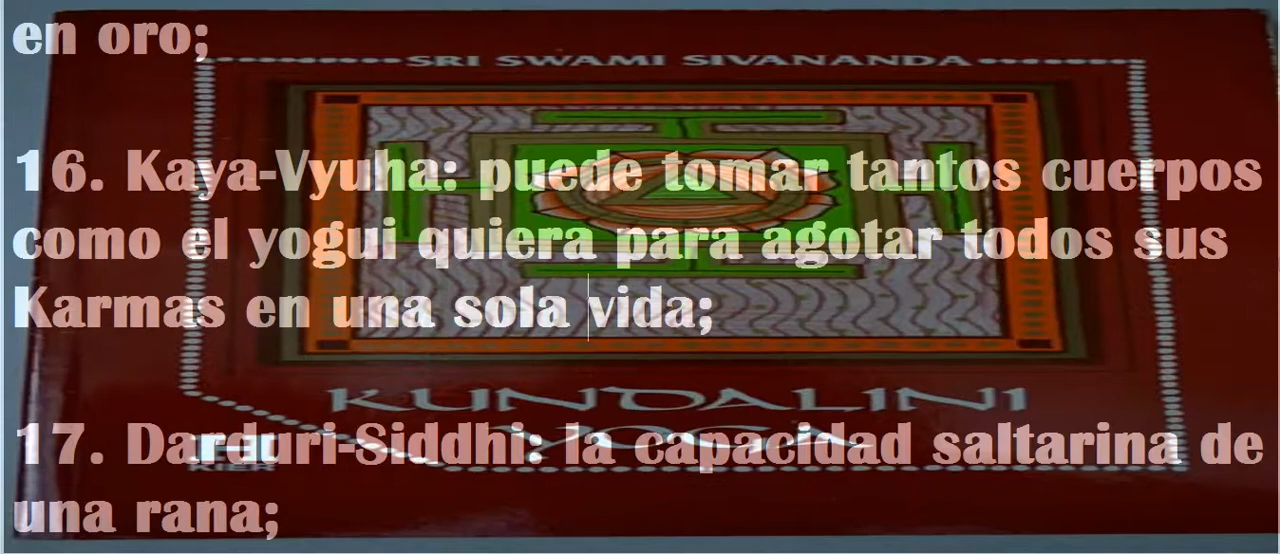 en oro;
SRI SWAMI SIVANANDA
16. Kaya-Vyuha: puede tomar tantos cuerpos
como el yogui quiera para agotar todos sus
Karmas en una sola vida;
KUNDALINI
YOGA
17. Darduri-Siddhi: la capacidad saltarina de
una rana;